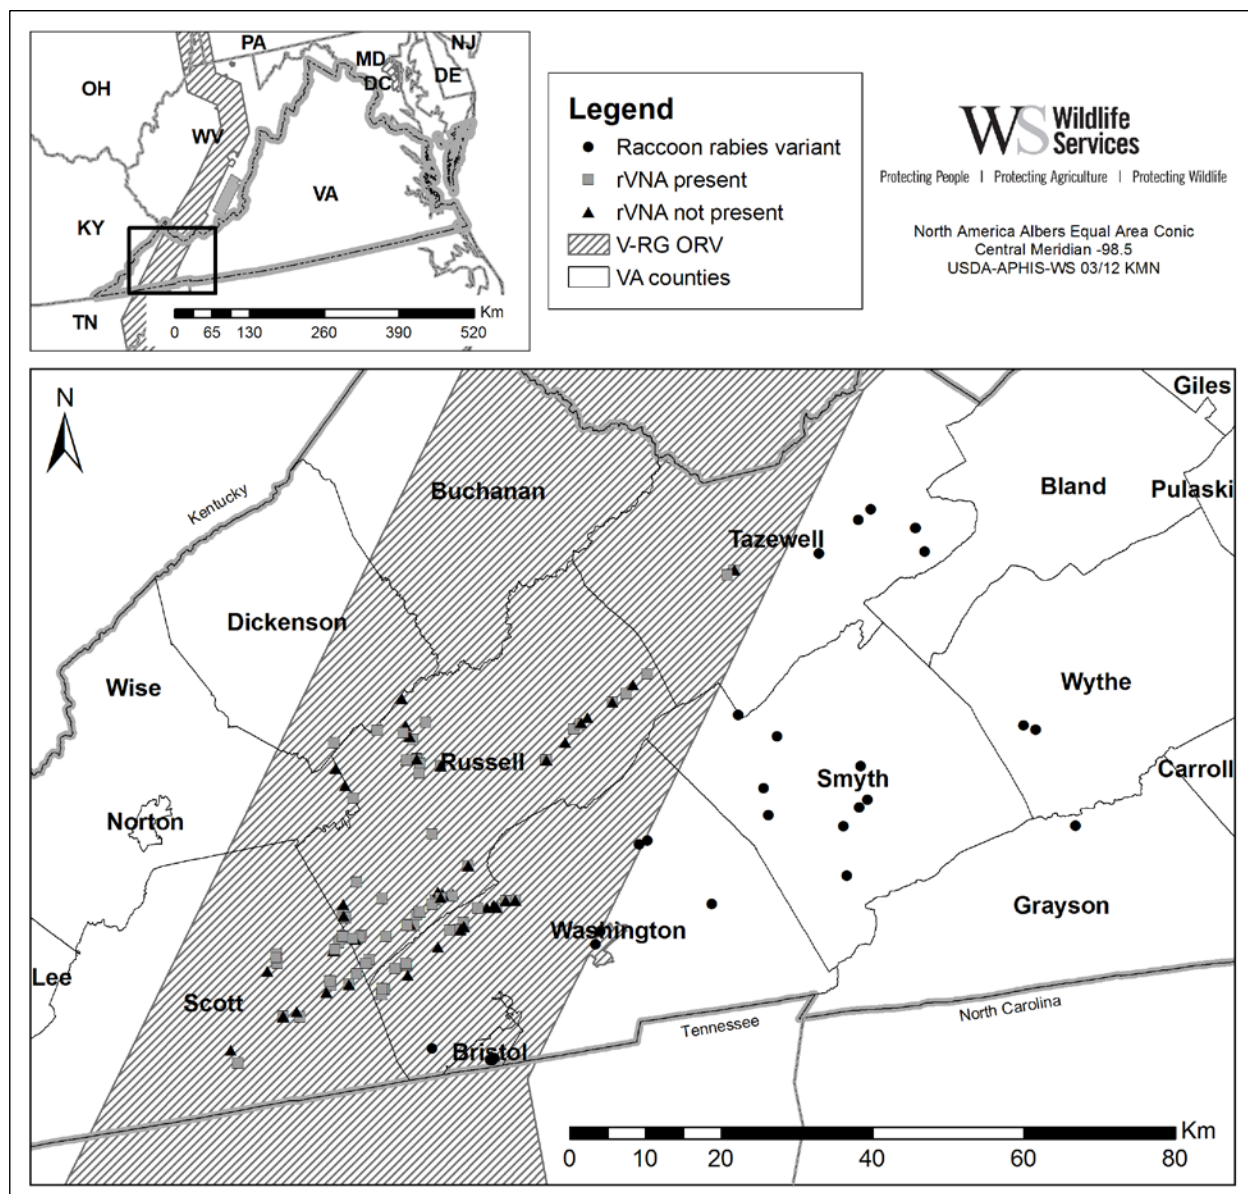 PA
NJ
MD
OH
DC
DE
WV
VA
KY
TN
Km
0 65 130 260 390 520
Legend
Raccoon rabies variant
rVNA present
rVNA not present
V-RG ORV
VA counties
WS Wildlife Services
Protecting People | Protecting Agriculture | Protecting Wildlife
North America Albers Equal Area Conic
Central Meridian -98.5
USDA-APHIS-WS 03/12 KMN
N
Giles
Kentucky
Buchanan
Bland
Pulaski
Tazewell
Dickenson
Wise
Wythe
Russell
Smyth
Carroll
Norton
Grayson
Washington
Lee
Scott
Tennessee
North Carolina
Bristol
Km
0 10 20 40 60 80